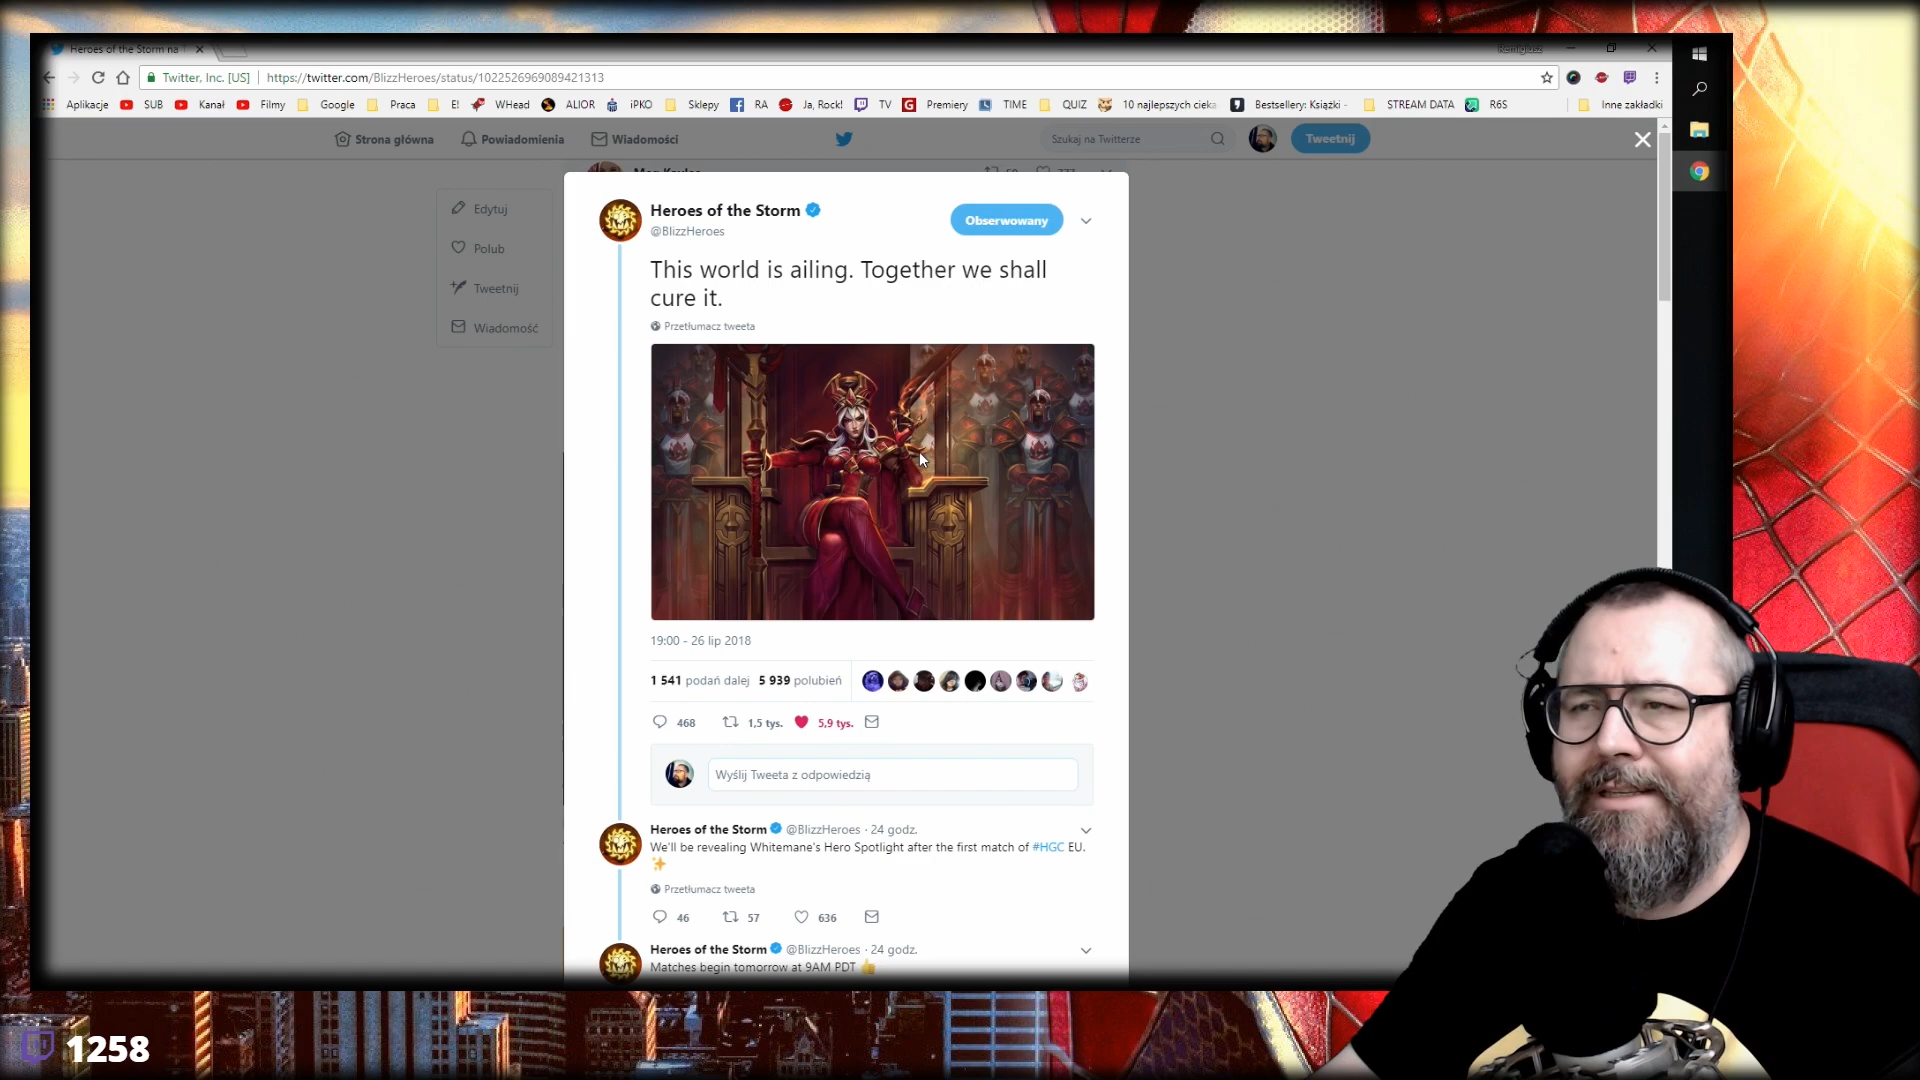 Heroes of the Storm na
Remigiusz
Twitter, Inc. [US] https://twitter.com/BlizzHeroes/status/1022526969089421313
Aplikacje SUB Kanał Filmy Google Praca E! WHead ALIOR iPKO Sklepy RA Ja, Rock! TV Premiery TIME QUIZ 10 najlepszych cieka Bestsellery: Książki - STREAM DATA R6S Inne zakładki
Strona główna Powiadomienia Wiadomości Szukaj na Twitterze Tweetnij
Edytuj
Polub
Tweetnij
Wiadomość
Heroes of the Storm
@BlizzHeroes
Obserwowany
This world is ailing. Together we shall
cure it.
Przetłumacz tweeta
19:00 - 26 lip 2018
1 541 podań dalej 5 939 polubień
468 1,5 tys. 5,9 tys.
Wyślij Tweeta z odpowiedzią
Heroes of the Storm @BlizzHeroes · 24 godz.
We'll be revealing Whitemane's Hero Spotlight after the first match of #HGC EU.
✨
Przetłumacz tweeta
46 57 636
Heroes of the Storm @BlizzHeroes · 24 godz.
Matches begin tomorrow at 9AM PDT 👍
1258